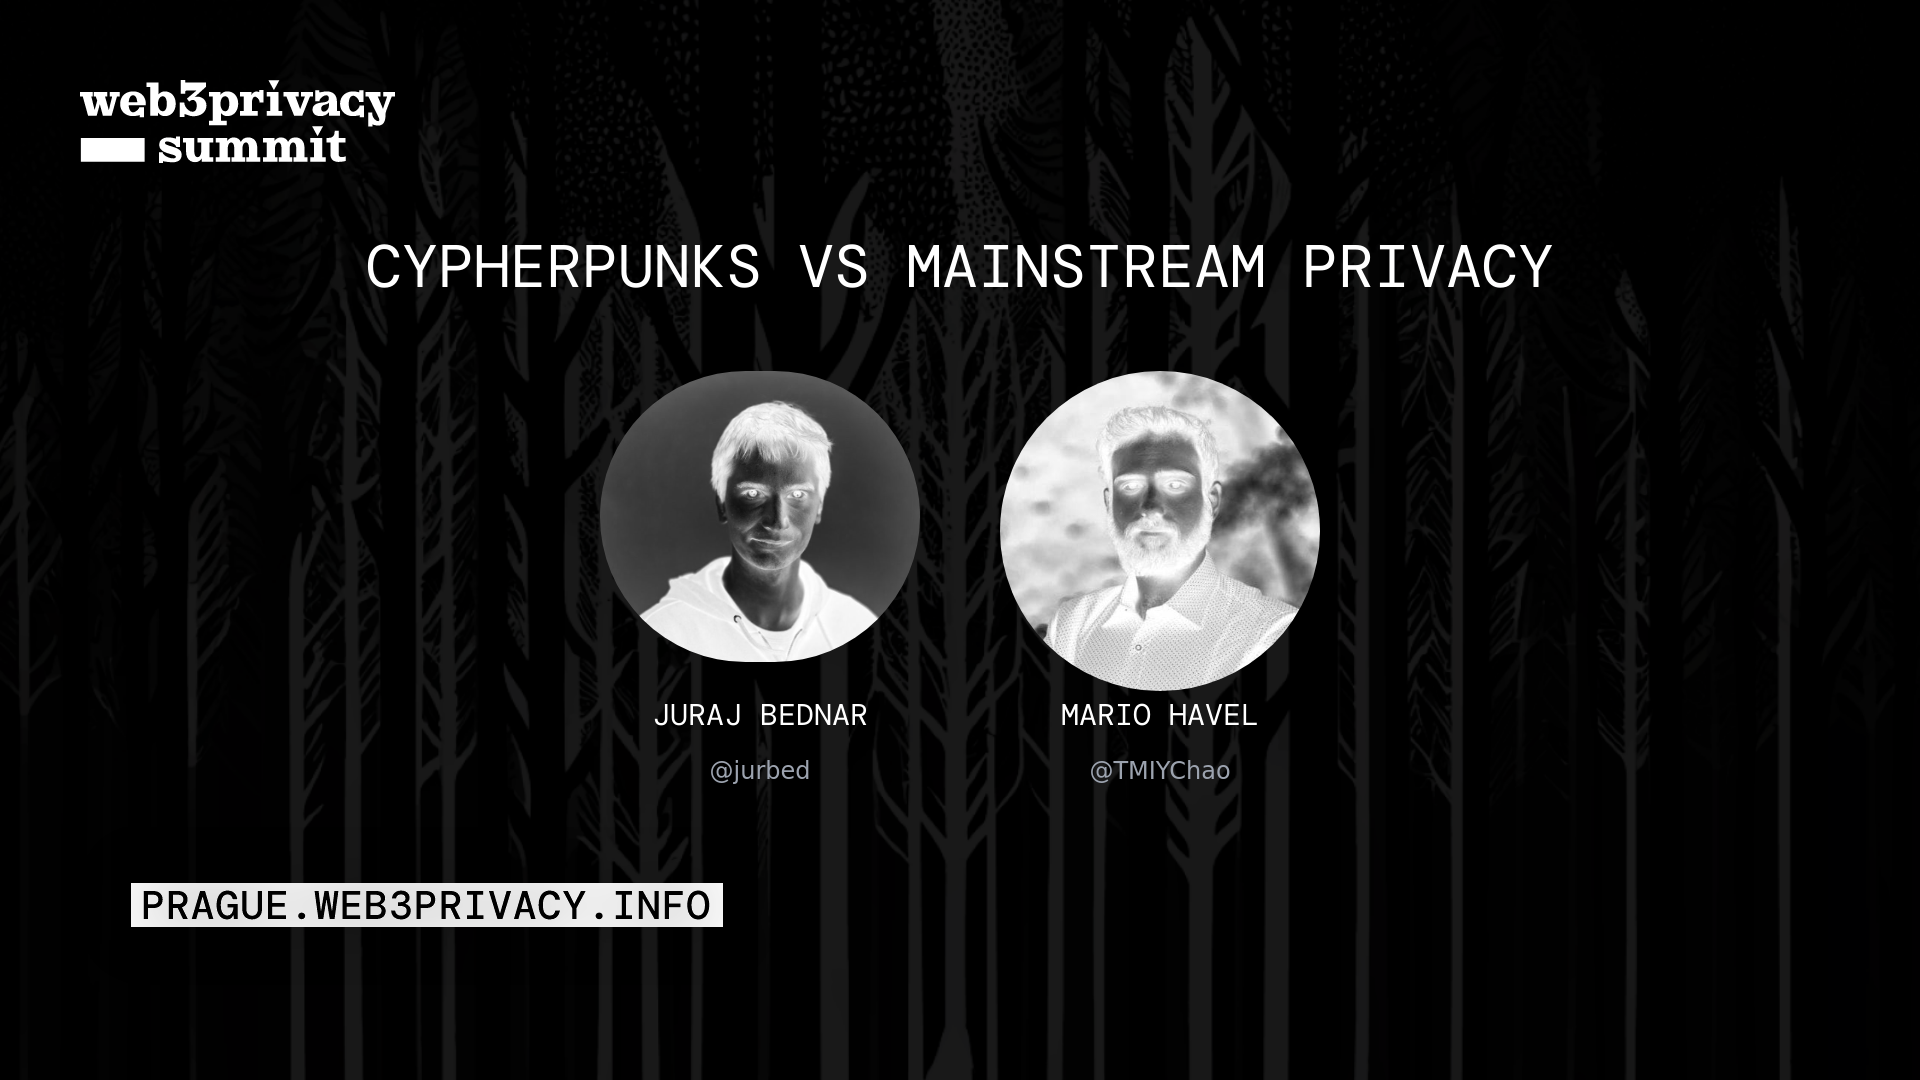 web3privacy
summit
CYPHERPUNKS VS MAINSTREAM PRIVACY
JURAJ BEDNAR
@jurbed
MARIO HAVEL
@TMIYChao
PRAGUE.WEB3PRIVACY.INFO